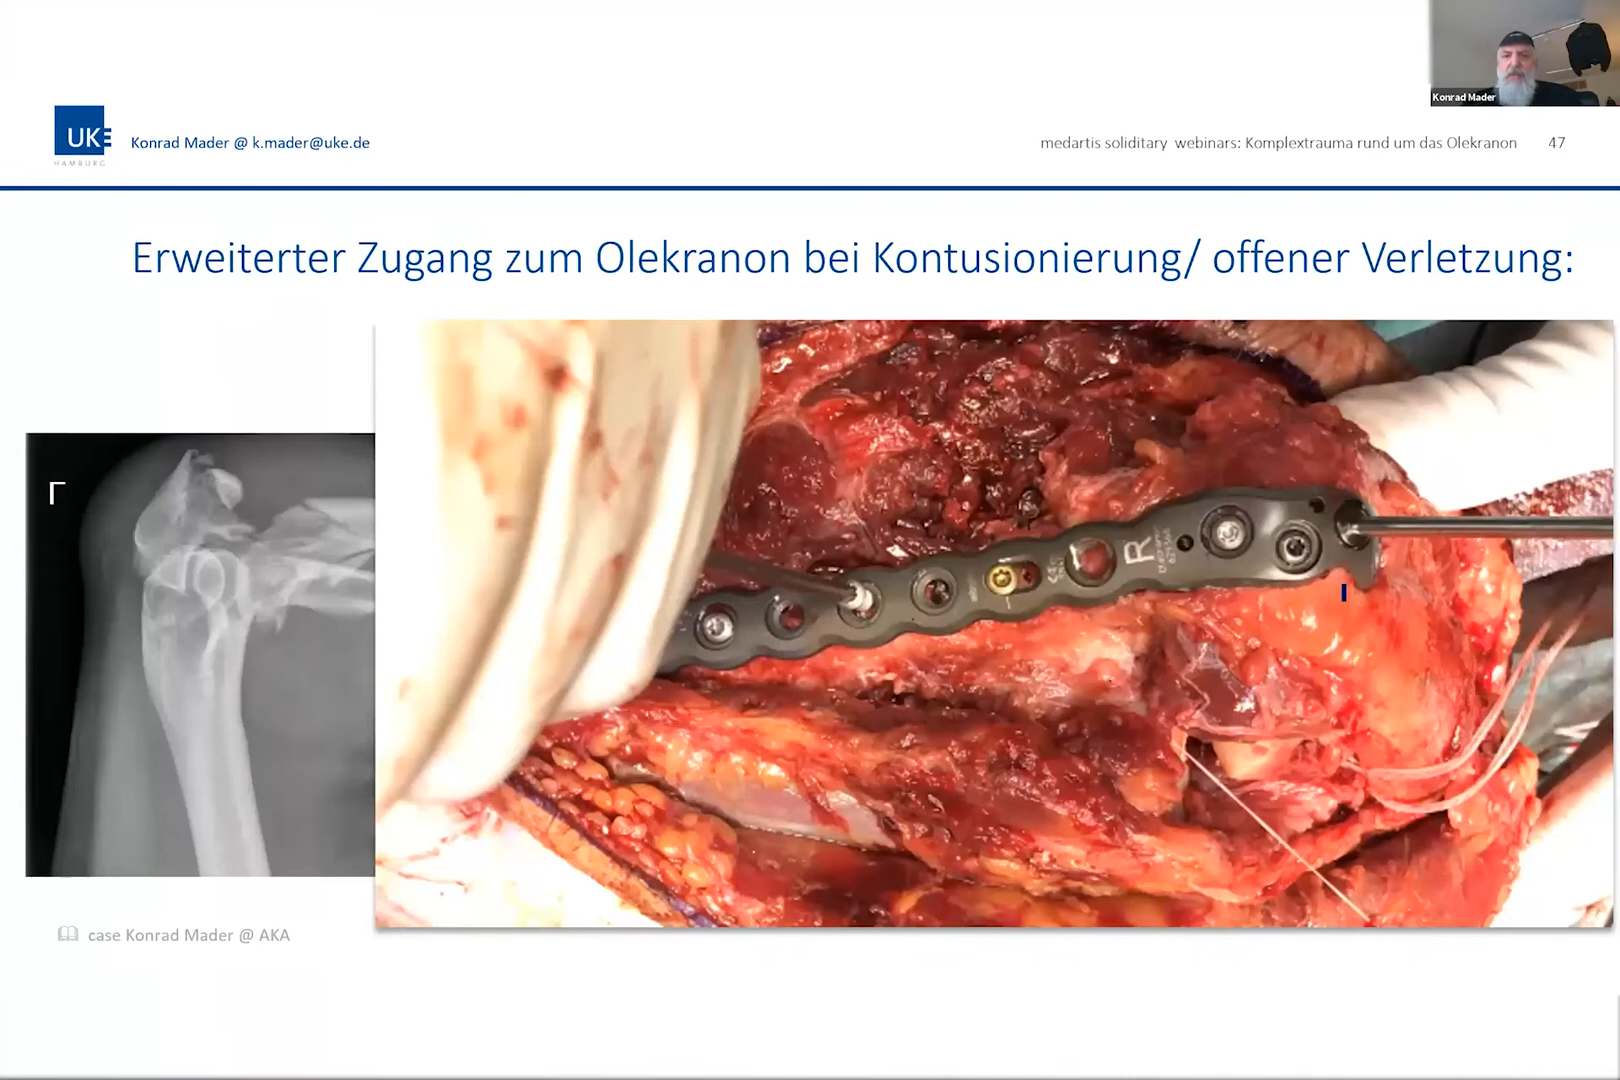 Konrad Mader
UKE
HAMBURG
Konrad Mader @ k.mader@uke.de
medartis soliditary webinars: Komplextrauma rund um das Olekranon 47
Erweiterter Zugang zum Olekranon bei Kontusionierung/ offener Verletzung:
R
case Konrad Mader @ AKA